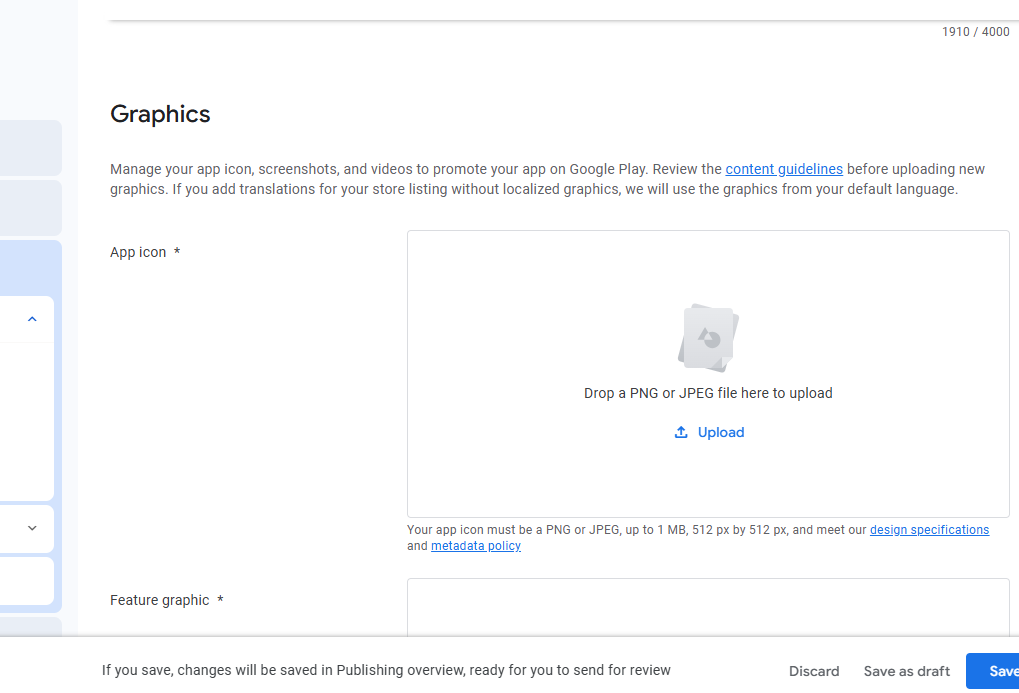 1910 / 4000
Graphics
Manage your app icon, screenshots, and videos to promote your app on Google Play. Review the content guidelines before uploading new
graphics. If you add translations for your store listing without localized graphics, we will use the graphics from your default language.
App icon *
Drop a PNG or JPEG file here to upload
Upload
Your app icon must be a PNG or JPEG, up to 1 MB, 512 px by 512 px, and meet our design specifications
and metadata policy
Feature graphic *
If you save, changes will be saved in Publishing overview, ready for you to send for review
Discard
Save as draft
Save